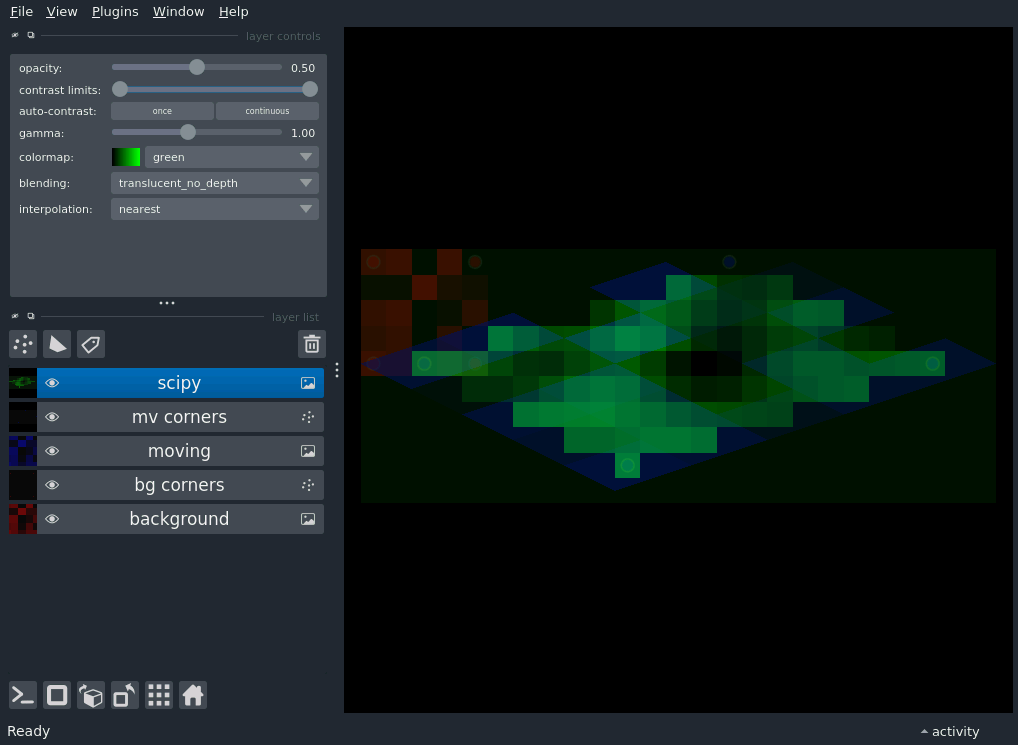 File View Plugins Window Help
layer controls
opacity: 0.50
contrast limits:
auto-contrast: once continuous
gamma: 1.00
colormap: green
blending: translucent_no_depth
interpolation: nearest
layer list
scipy
mv corners
moving
bg corners
background
Ready
activity